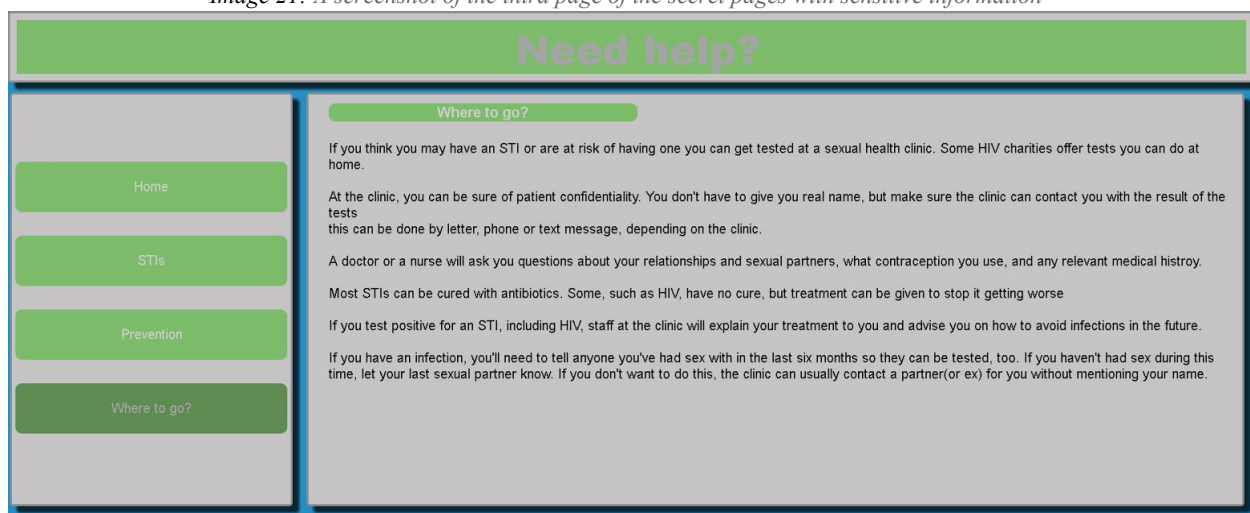 Image 21: A screenshot of the third page of the secret pages with sensitive information
Need help?
Home
STIs
Prevention
Where to go?
Where to go?
If you think you may have an STI or are at risk of having one you can get tested at a sexual health clinic. Some HIV charities offer tests you can do at
home.
At the clinic, you can be sure of patient confidentiality. You don't have to give you real name, but make sure the clinic can contact you with the result of the
tests
this can be done by letter, phone or text message, depending on the clinic.
A doctor or a nurse will ask you questions about your relationships and sexual partners, what contraception you use, and any relevant medical histroy.
Most STIs can be cured with antibiotics. Some, such as HIV, have no cure, but treatment can be given to stop it getting worse
If you test positive for an STI, including HIV, staff at the clinic will explain your treatment to you and advise you on how to avoid infections in the future.
If you have an infection, you'll need to tell anyone you've had sex with in the last six months so they can be tested, too. If you haven't had sex during this
time, let your last sexual partner know. If you don't want to do this, the clinic can usually contact a partner(or ex) for you without mentioning your name.